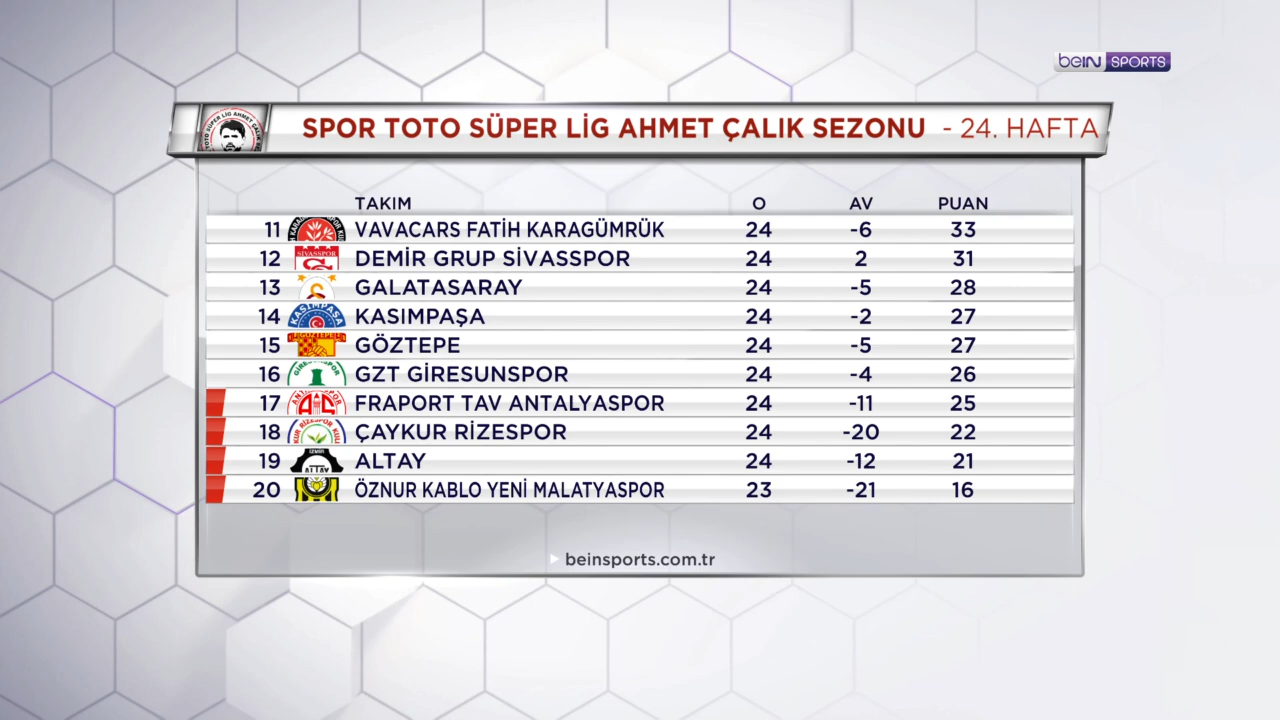 beIN SPORTS
SPOR TOTO SÜPER LİG AHMET ÇALIK SEZONU - 24. HAFTA
TAKIM O AV PUAN
11 VAVACARS FATİH KARAGÜMRÜK 24 -6 33
12 DEMİR GRUP SİVASSPOR 24 2 31
13 GALATASARAY 24 -5 28
14 KASIMPAŞA 24 -2 27
15 GÖZTEPE 24 -5 27
16 GZT GİRESUNSPOR 24 -4 26
17 FRAPORT TAV ANTALYASPOR 24 -11 25
18 ÇAYKUR RİZESPOR 24 -20 22
19 ALTAY 24 -12 21
20 ÖZNUR KABLO YENİ MALATYASPOR 23 -21 16
beinsports.com.tr